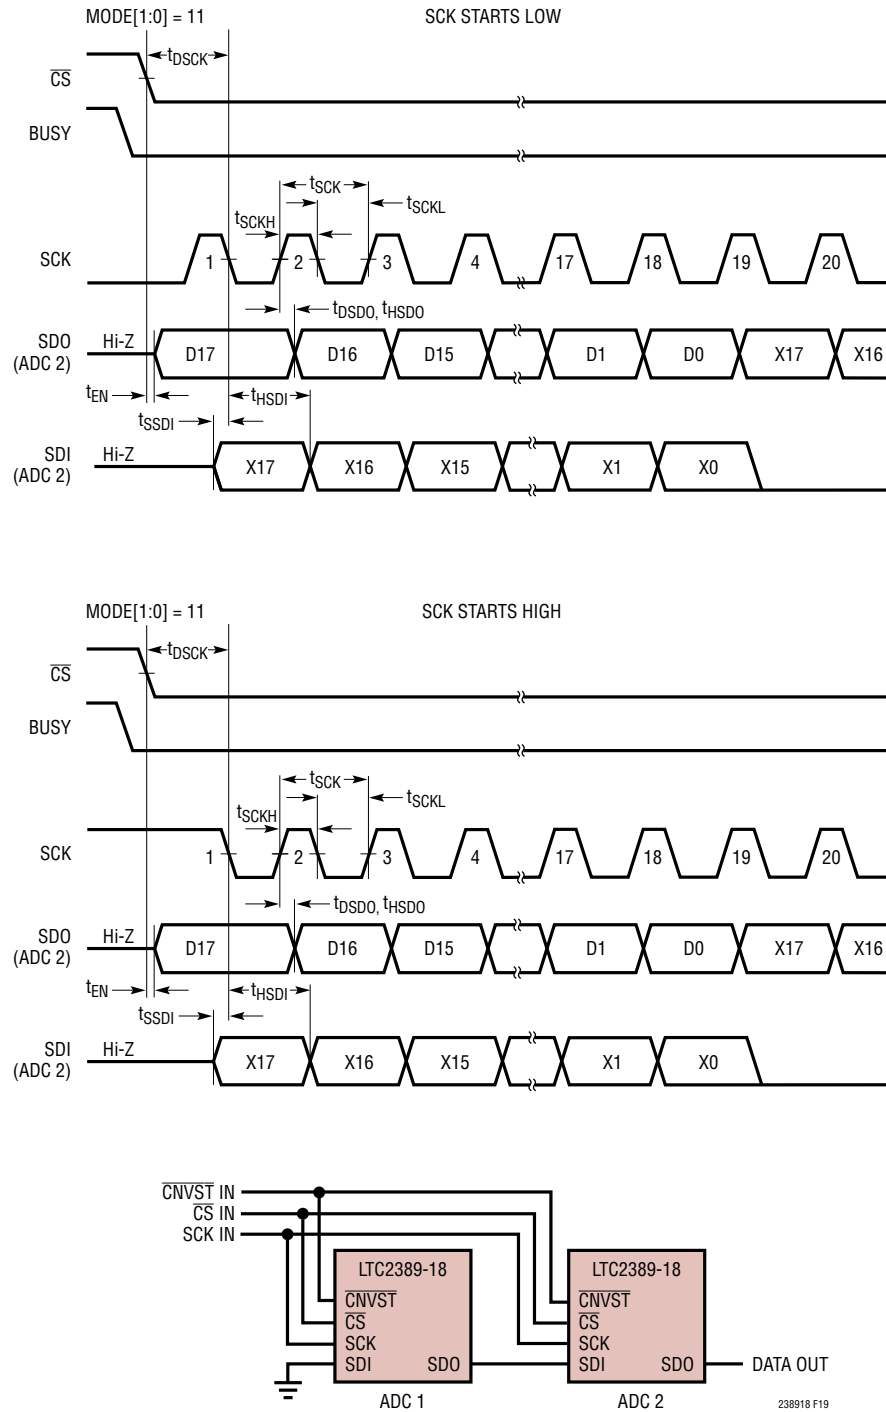 MODE[1:0] = 11 SCK STARTS LOW
tDSCK
CS
BUSY
tSCK
tSCKH tSCKL
SCK 1 2 3 4 17 18 19 20
tDSDO, tHSDO
SDO (ADC 2) Hi-Z D17 D16 D15 D1 D0 X17 X16
tEN tHSDI
tSSDI
SDI (ADC 2) Hi-Z X17 X16 X15 X1 X0
MODE[1:0] = 11 SCK STARTS HIGH
tDSCK
CS
BUSY
tSCK
tSCKH tSCKL
SCK 1 2 3 4 17 18 19 20
tDSDO, tHSDO
SDO (ADC 2) Hi-Z D17 D16 D15 D1 D0 X17 X16
tEN tHSDI
tSSDI
SDI (ADC 2) Hi-Z X17 X16 X15 X1 X0
CNVST IN
CS IN
SCK IN
LTC2389-18 LTC2389-18
CNVST CNVST
CS CS
SCK SCK
SDI SDO SDI SDO DATA OUT
ADC 1 ADC 2
238918 F19